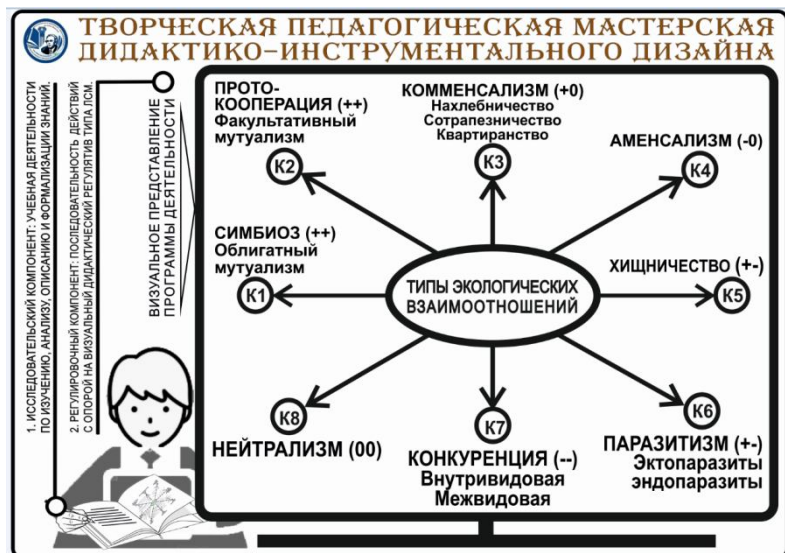 ТВОРЧЕСКАЯ ПЕДАГОГИЧЕСКАЯ МАСТЕРСКАЯ
ДИДАКТИКО-ИНСТРУМЕНТАЛЬНОГО ДИЗАЙНА
1. ИССЛЕДОВАТЕЛЬСКИЙ КОМПОНЕНТ: УЧЕБНАЯ ДЕЯТЕЛЬНОСТИ
ПО ИЗУЧЕНИЮ, АНАЛИЗУ, ОПИСАНИЮ И ФОРМАЛИЗАЦИИ ЗНАНИЙ.
2. РЕГУЛИРОВОЧНЫЙ КОМПОНЕНТ: ПОСЛЕДОВАТЕЛЬНОСТЬ ДЕЙСТВИЙ
С ОПОРОЙ НА ВИЗУАЛЬНЫЙ ДИДАКТИЧЕСКИЙ РЕГУЛЯТИВ ТИПА ЛСМ.
ВИЗУАЛЬНОЕ ПРЕДСТАВЛЕНИЕ
ПРОГРАММЫ ДЕЯТЕЛЬНОСТИ
ПРОТО-
КООПЕРАЦИЯ (++)
Факультативный
мутуализм
К2
КОММЕНСАЛИЗМ (+0)
Нахлебничество
Сотрапезничество
Квартиранство
К3
АМЕНСАЛИЗМ (-0)
К4
СИМБИОЗ (++)
Облигатный
мутуализм
К1
ТИПЫ ЭКОЛОГИЧЕСКИХ
ВЗАИМООТНОШЕНИЙ
ХИЩНИЧЕСТВО (+-)
К5
К8
НЕЙТРАЛИЗМ (00)
К7
КОНКУРЕНЦИЯ (--)
Внутривидовая
Межвидовая
К6
ПАРАЗИТИЗМ (+-)
Эктопаразиты
эндопаразиты